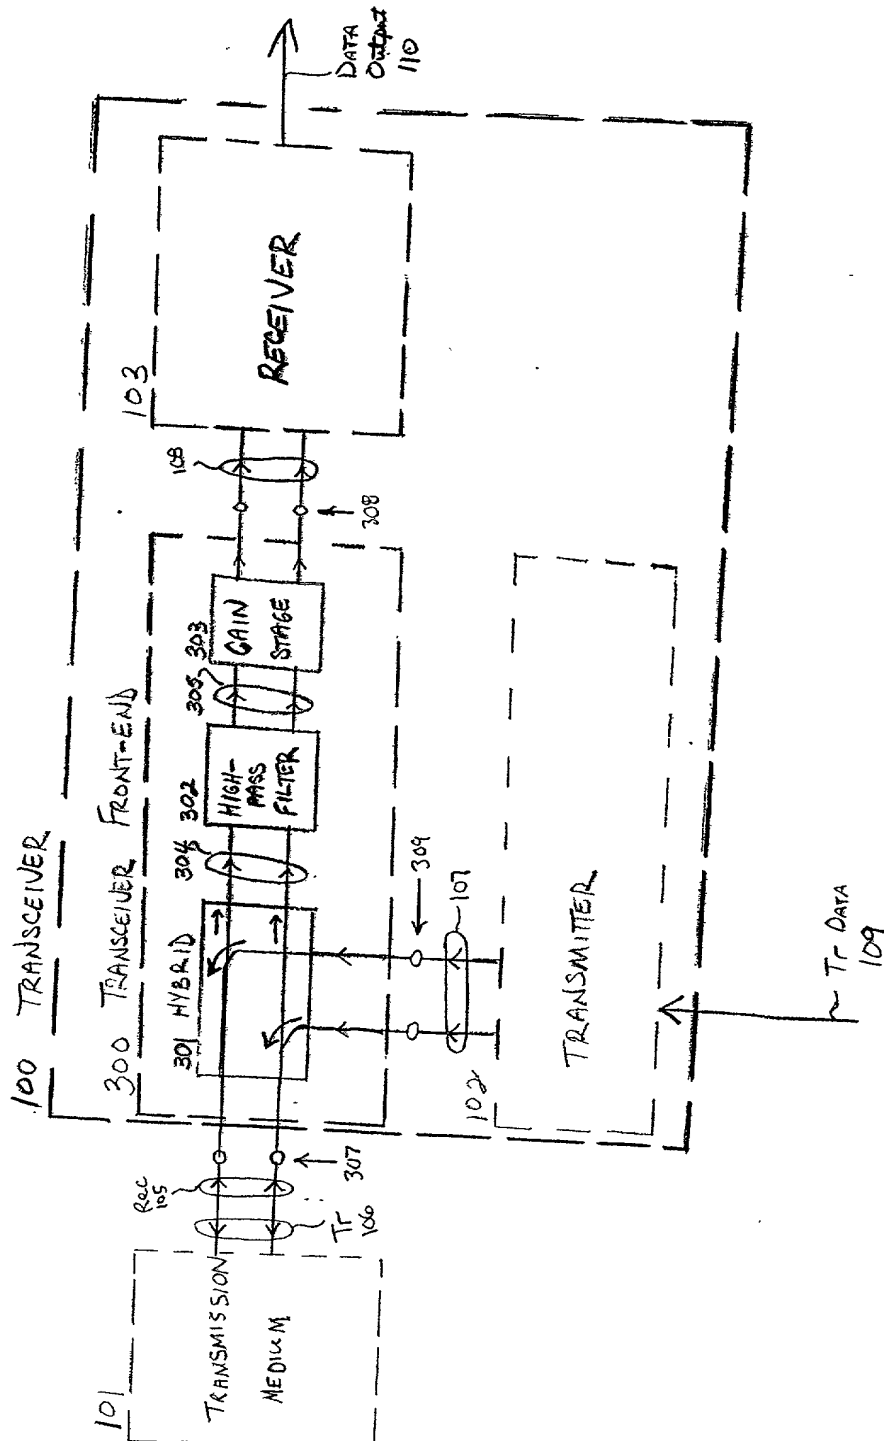 100 TRANSCEIVER
300 TRANSCEIVER FRONT-END
101
TRANSMISSION
MEDIUM
Rec
105
Tr
106
307
301 HYBRID
304
302
HIGH-
PASS
FILTER
305
303
GAIN
STAGE
308
108
103
RECEIVER
DATA
Output
110
309
107
102
TRANSMITTER
Tr DATA
109